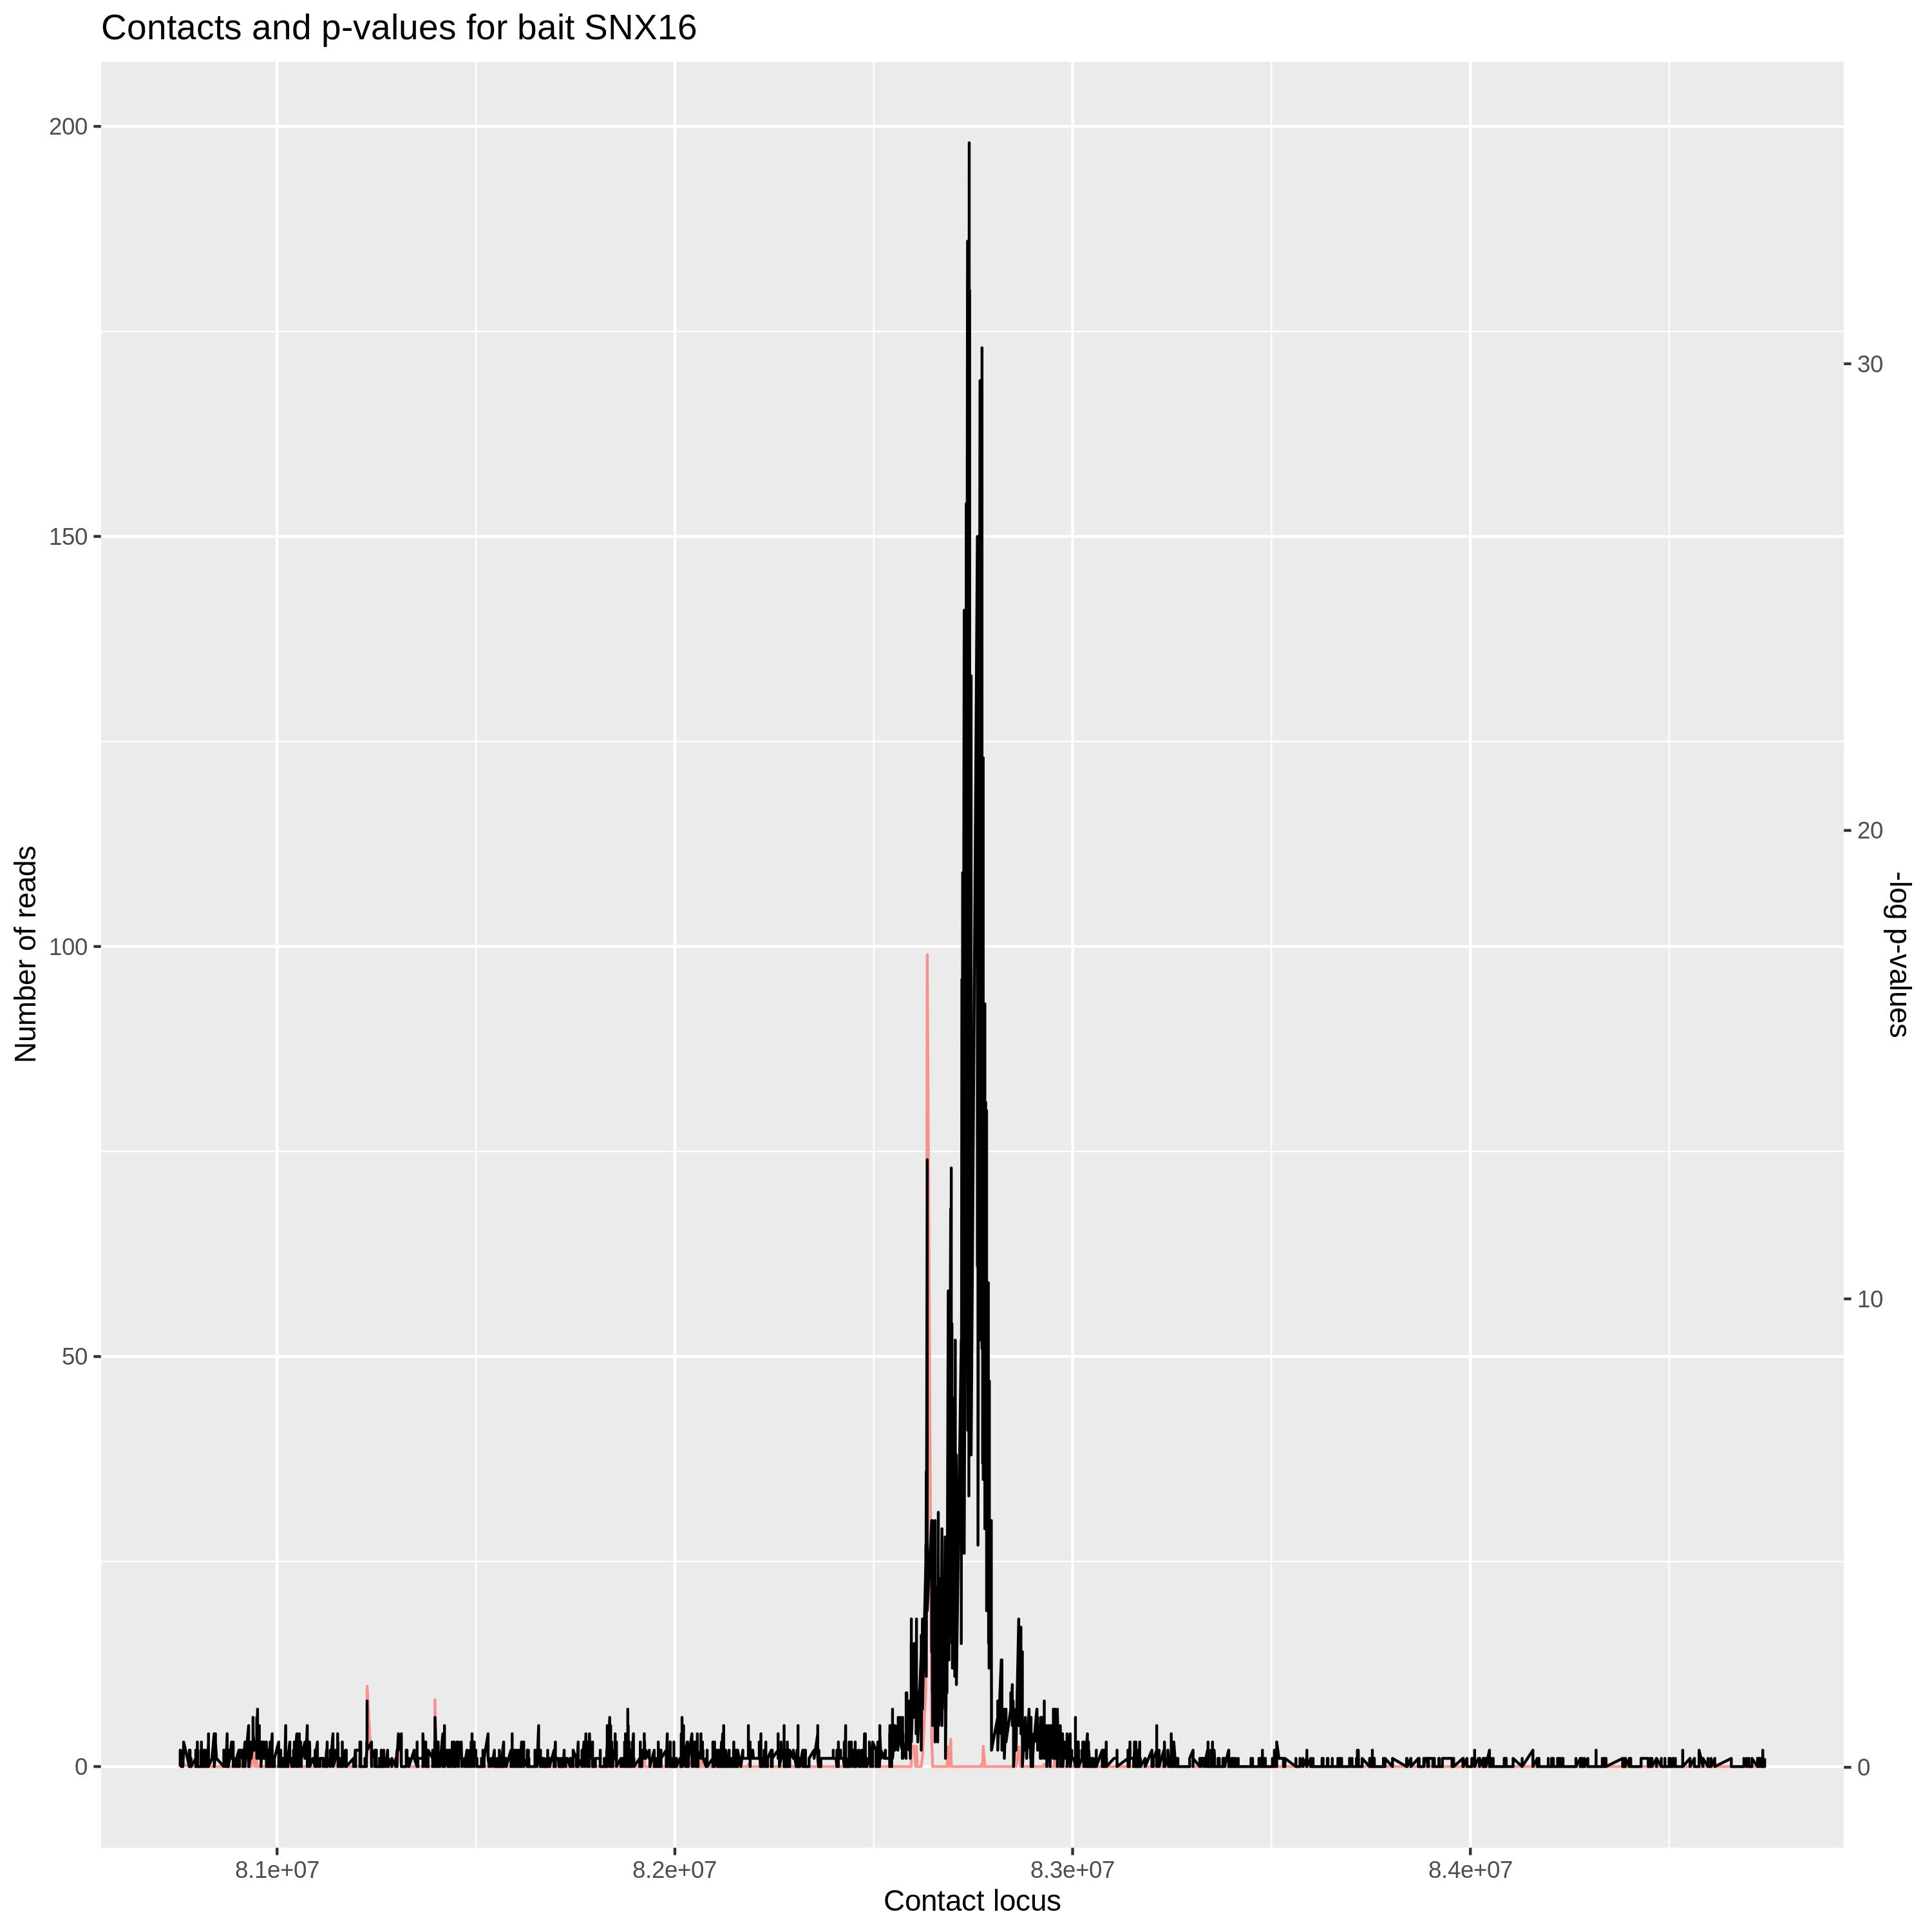 Contacts and p-values for bait SNX16
200
150
100
50
0
Number of reads
30
20
10
0
-log p-values
8.1e+07
8.2e+07
8.3e+07
8.4e+07
Contact locus